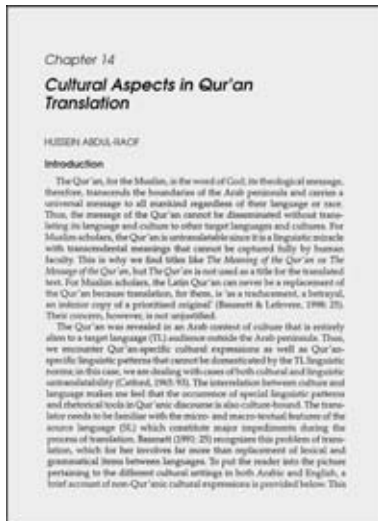 Chapter 14
Cultural Aspects in Qur'an
Translation
HUSSEIN ABDUL-RAOF
Introduction
The Qur'an, for the Muslim, is the word of God; its theological message,
therefore, transcends the boundaries of the Arab peninsula and carries a
universal message to all mankind regardless of their language or race.
Thus, the message of the Qur'an cannot be disseminated without trans-
lating its language and culture to other target languages and cultures. For
Muslim scholars, the Qur'an is untranslatable since it is a linguistic miracle
with transcendental meanings that cannot be captured fully by human
faculty. This is why we find titles like The Meaning of the Qur'an or The
Message of the Qur'an, but The Qur'an is not used as a title for the translated
text. For Muslim scholars, the Latin Qur'an can never be a replacement of
the Qur'an because translation, for them, is 'as a traducement, a betrayal,
an inferior copy of a prioritised original' (Bassnett & Lefevere, 1998: 25).
Their concern, however, is not unjustified.
The Qur'an was revealed in an Arab context of culture that is entirely
alien to a target language (TL) audience outside the Arab peninsula. Thus,
we encounter Qur'an-specific cultural expressions as well as Qur'an-
specific linguistic patterns that cannot be domesticated by the TL linguistic
norms; in this case, we are dealing with cases of both cultural and linguistic
untranslatability (Catford, 1965: 93). The interrelation between culture and
language makes me feel that the occurrence of special linguistic patterns
and rhetorical tools in Qur'anic discourse is also culture-bound. The trans-
lator needs to be familiar with the micro- and macro-textual features of the
source language (SL) which constitute major impediments during the
process of translation. Bassnett (1991: 25) recognizes this problem of trans-
lation, which for her involves far more than replacement of lexical and
grammatical items between languages. To put the reader into the picture
pertaining to the different cultural settings in both Arabic and English, a
brief account of non-Qur'anic cultural expressions is provided below. This